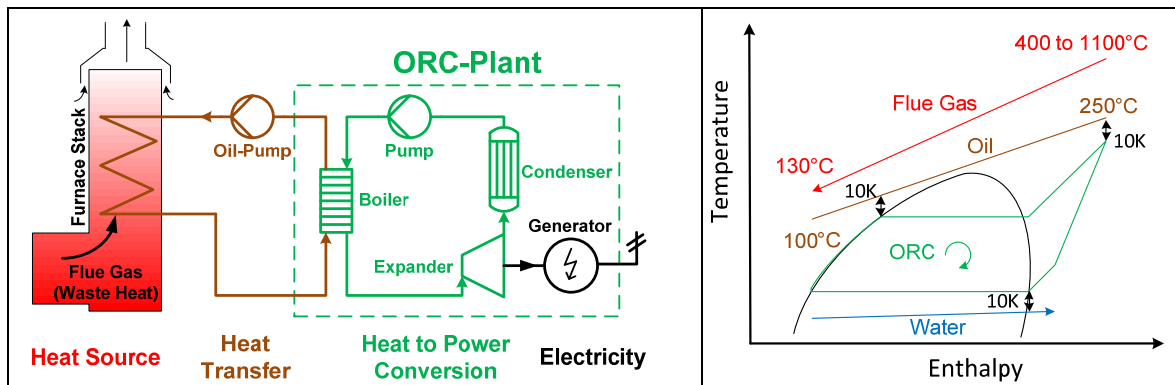 ORC-Plant
Furnace Stack
Oil-Pump
Pump
Condenser
Boiler
Generator
Expander
Flue Gas
(Waste Heat)
Heat Source
Heat
Transfer
Heat to Power
Conversion
Electricity
Temperature
400 to 1100°C
Flue Gas
250°C
Oil
10K
130°C
10K
100°C
ORC
10K
Water
Enthalpy